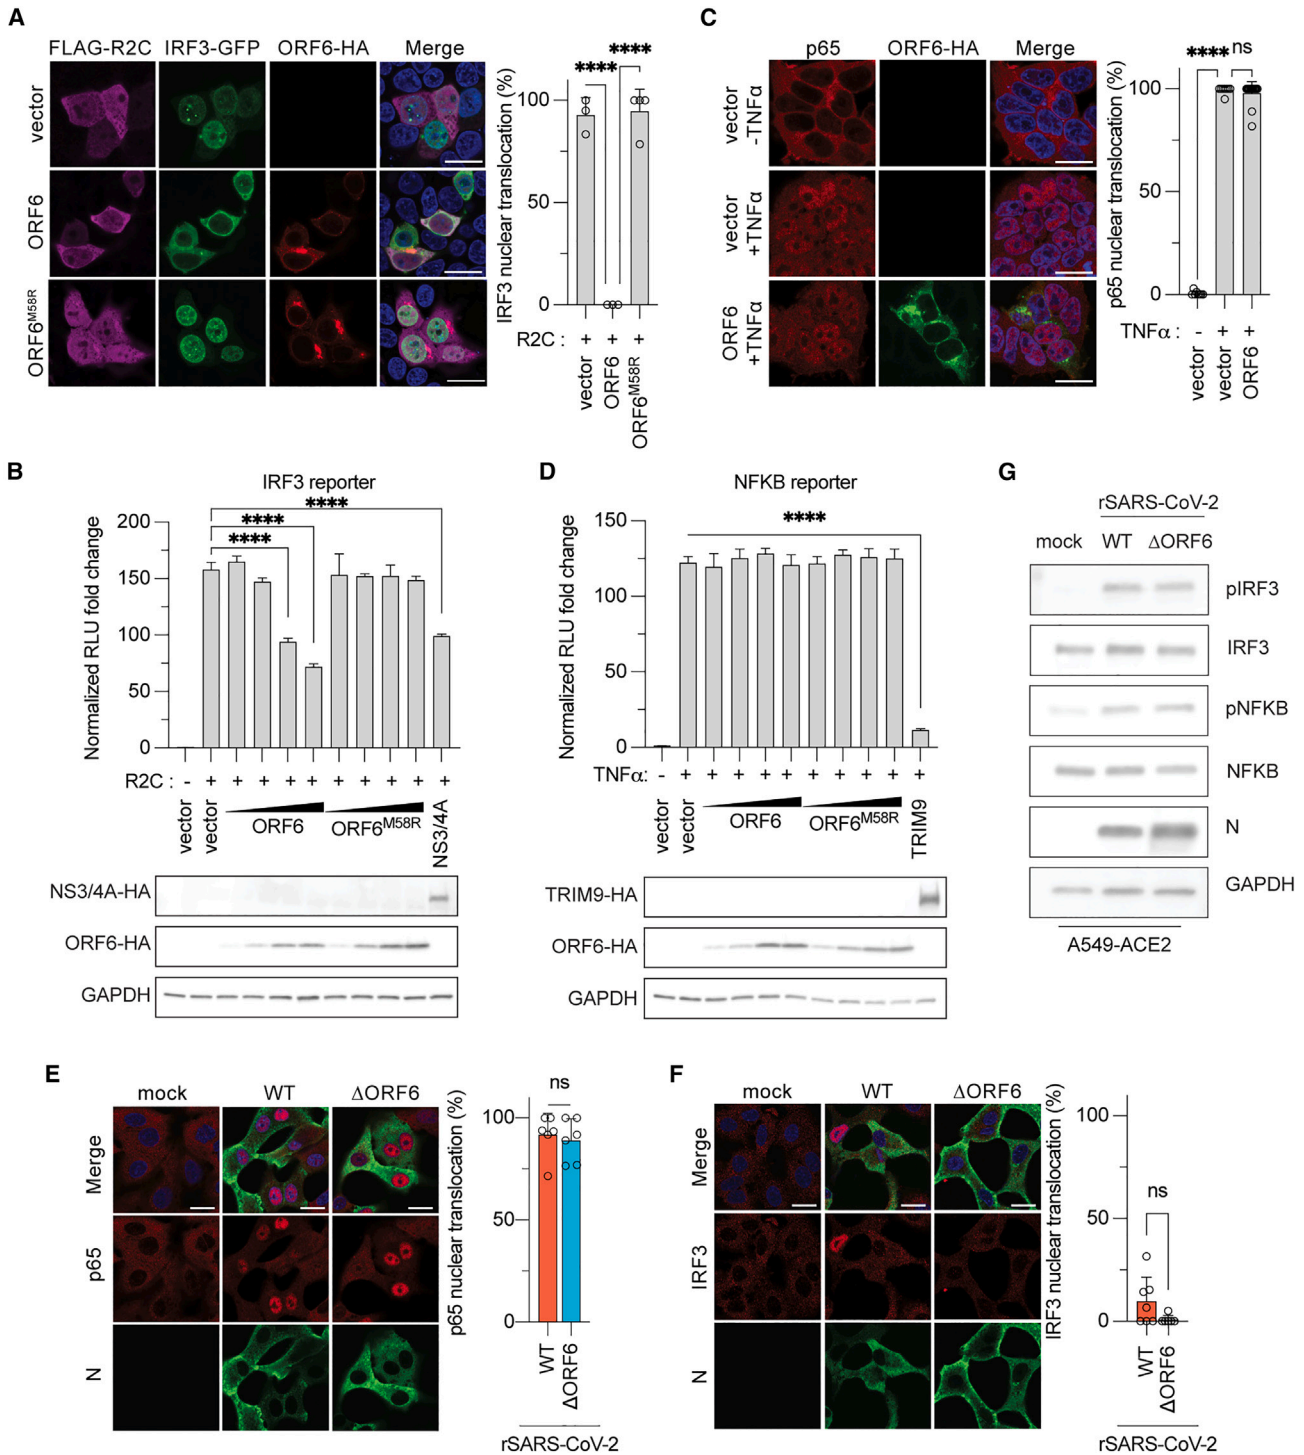 A
FLAG-R2C IRF3-GFP ORF6-HA Merge
vector
ORF6
ORF6M58R
IRF3 nuclear translocation (%)
100
50
0
**** ****
R2C : + + +
vector ORF6 ORF6M58R
C
p65 ORF6-HA Merge
vector -TNFα
vector +TNFα
ORF6 +TNFα
p65 nuclear translocation (%)
100
50
0
**** ns
TNFα : - + +
vector vector ORF6
B
IRF3 reporter
Normalized RLU fold change
200
150
100
50
0
****
****
****
R2C : - + + + + + + + + + +
vector vector ORF6 ORF6M58R NS3/4A
NS3/4A-HA
ORF6-HA
GAPDH
D
NFKB reporter
Normalized RLU fold change
150
100
50
0
****
TNFα: - + + + + + + + + + +
vector vector ORF6 ORF6M58R TRIM9
TRIM9-HA
ORF6-HA
GAPDH
G
rSARS-CoV-2
mock WT ΔORF6
pIRF3
IRF3
pNFKB
NFKB
N
GAPDH
A549-ACE2
E
mock WT ΔORF6
Merge
p65
N
p65 nuclear translocation (%)
100
50
0
ns
WT ΔORF6
rSARS-CoV-2
F
mock WT ΔORF6
Merge
IRF3
N
IRF3 nuclear translocation (%)
100
50
0
ns
WT ΔORF6
rSARS-CoV-2